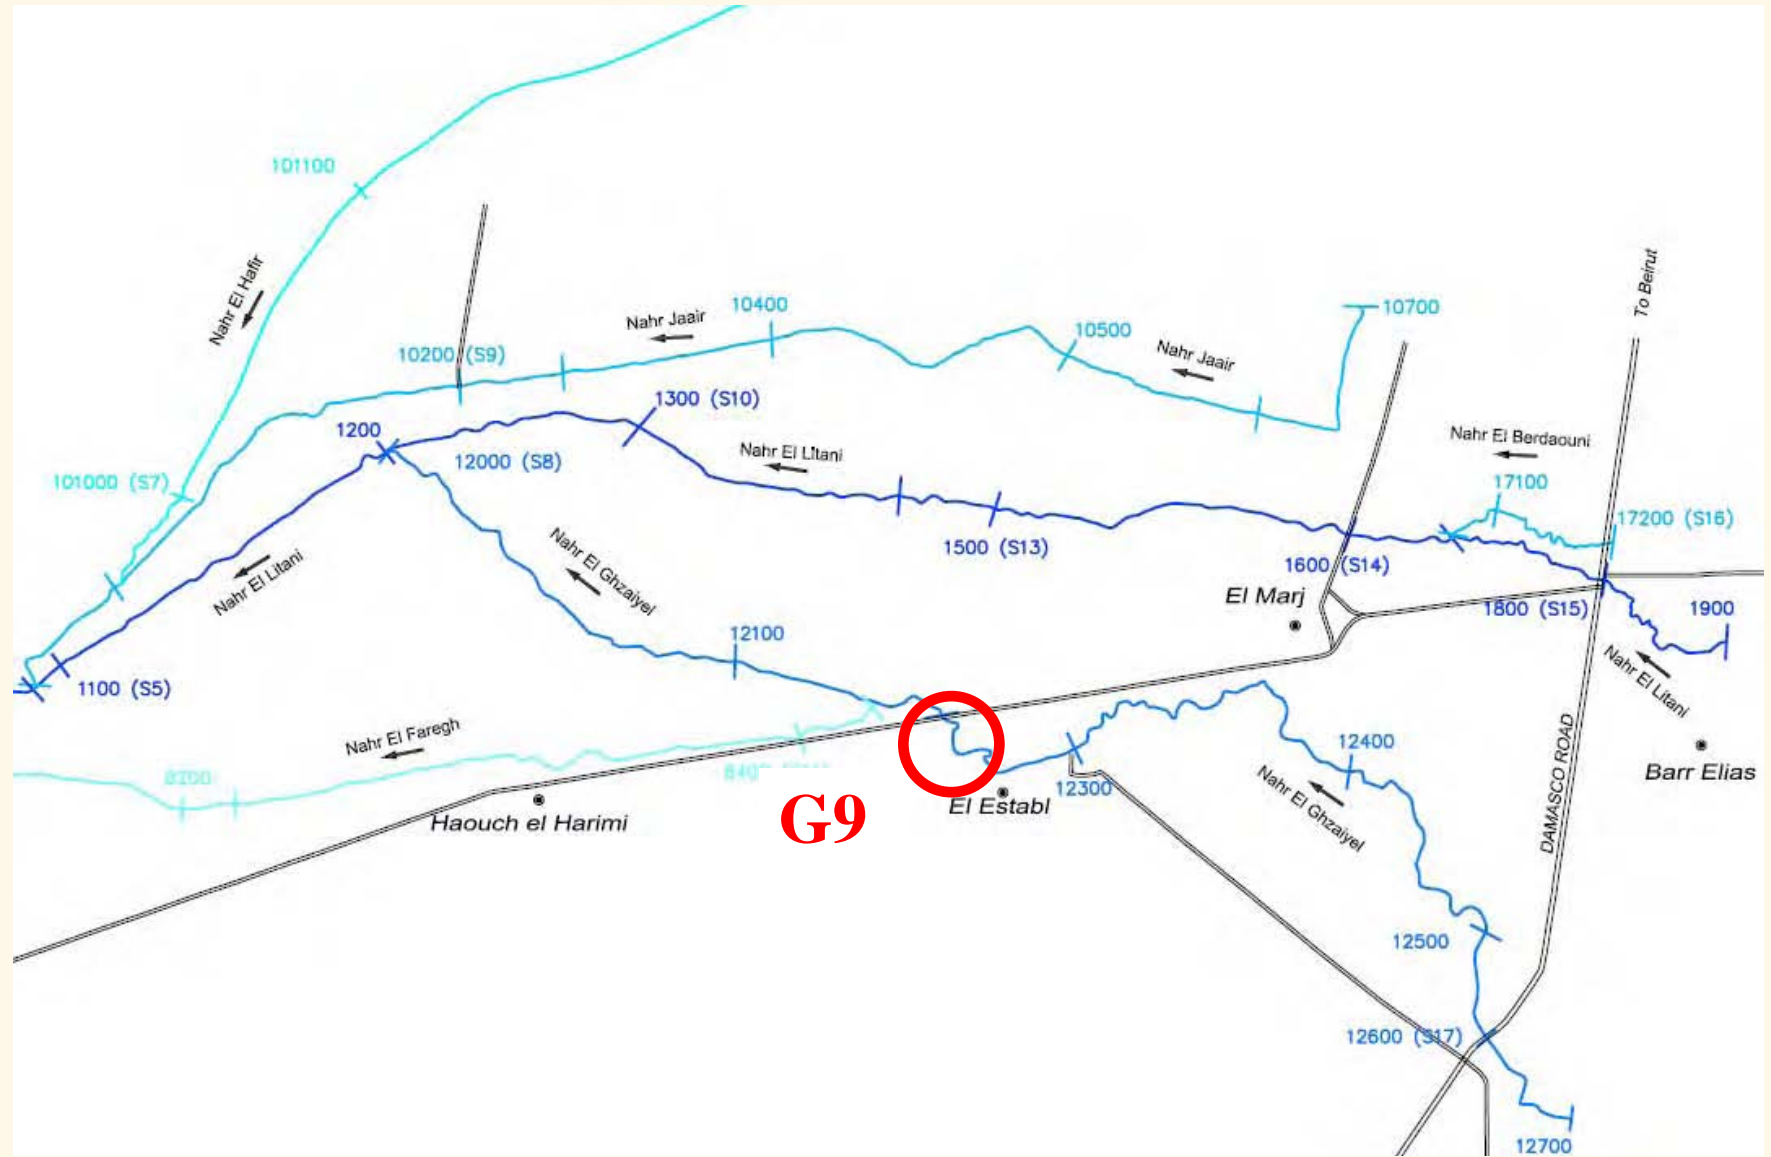 101100
Nahr El Hafir
To Beirut
10400
Nahr Jaair
10700
10500
10200 (S9)
Nahr Jaair
1300 (S10)
1200
Nahr El Berdaouni
Nahr El Litani
12000 (S8)
101000 (S7)
17100
17200 (S16)
1500 (S13)
Nahr El Ghzaiyel
1600 (S14)
Nahr El Litani
El Marj
1800 (S15)
1900
12100
Nahr El Litani
1100 (S5)
Nahr El Faregh
12400
DAMASCO ROAD
Barr Elias
8200
12300
Nahr El Ghzaiyel
El Establ
Haouch el Harimi
G9
12500
12600 (S17)
12700